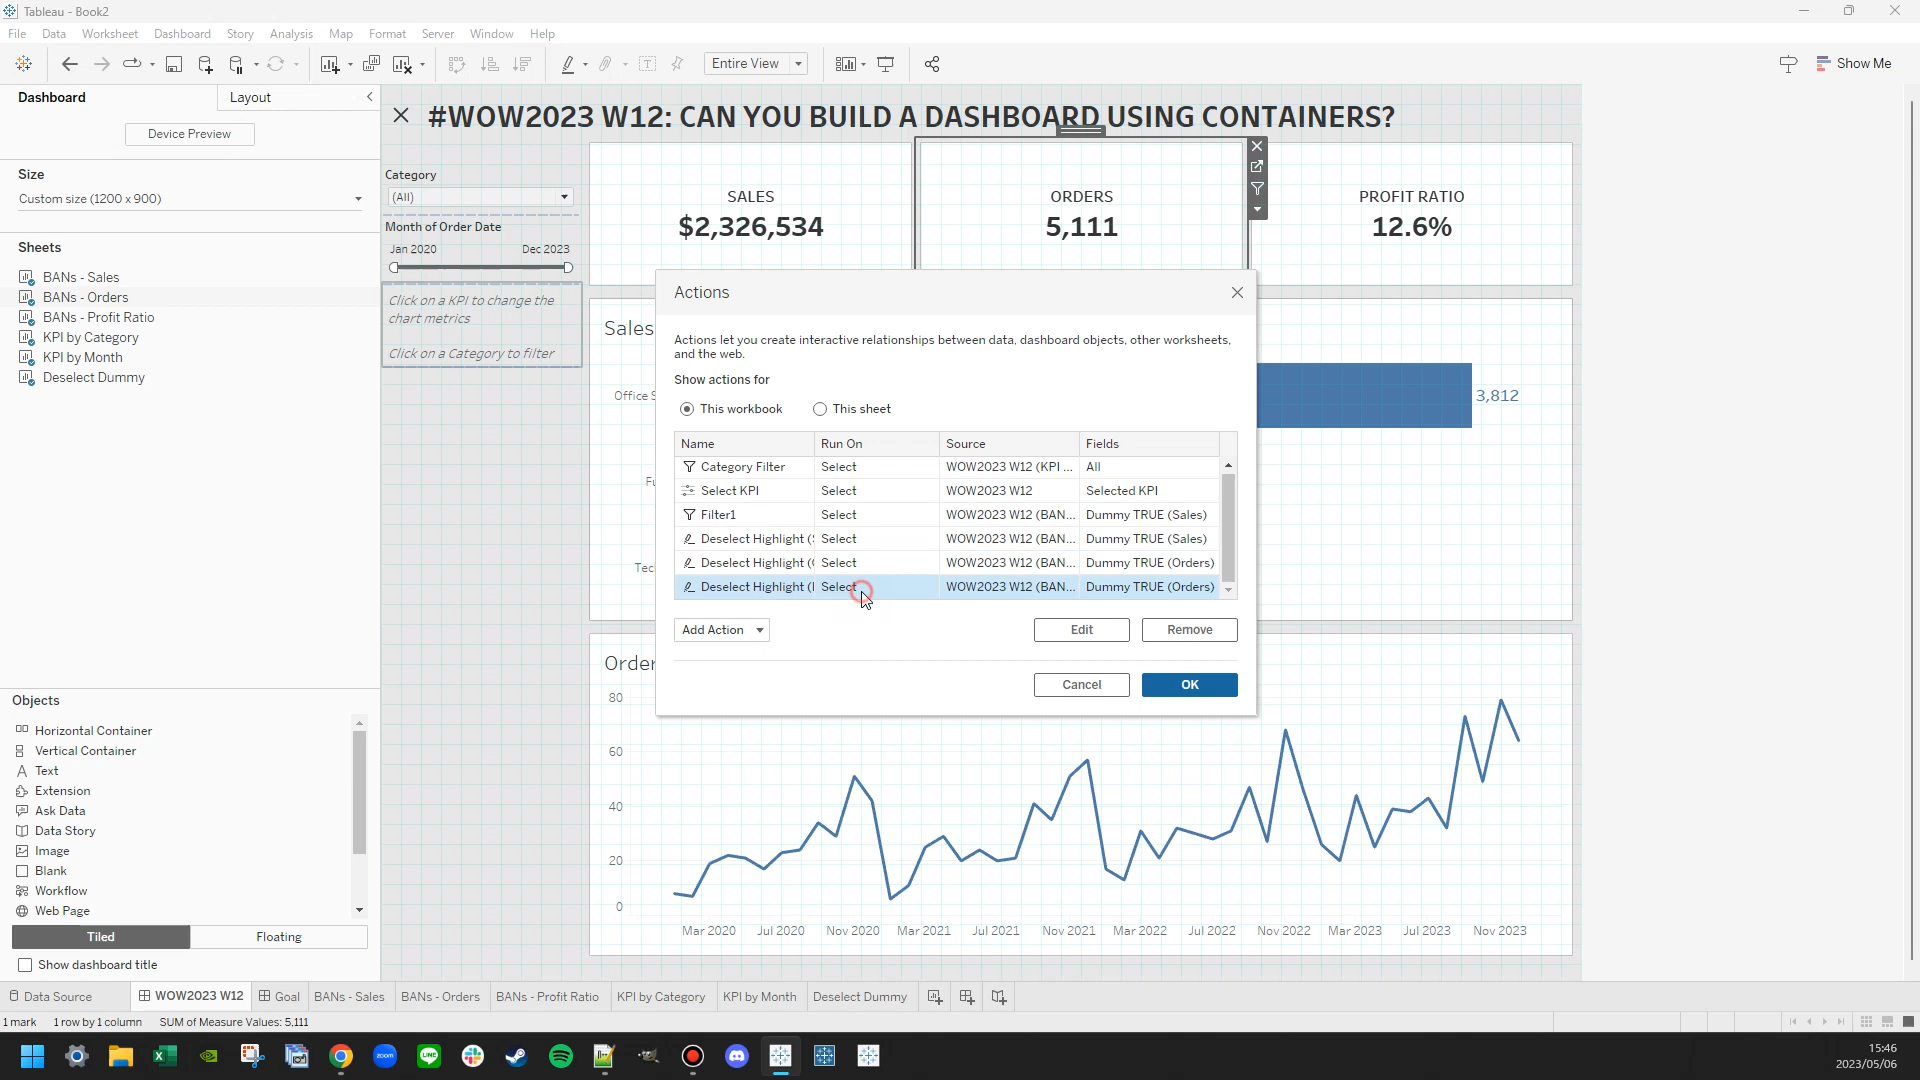 Tableau - Book2
File Data Worksheet Dashboard Story Analysis Map Format Server Window Help
Entire View
Show Me
Dashboard
Layout
Device Preview
Size
Custom size (1200 x 900)
Sheets
BANs - Sales
BANs - Orders
BANs - Profit Ratio
KPI by Category
KPI by Month
Deselect Dummy
Objects
Horizontal Container
Vertical Container
Text
Extension
Ask Data
Data Story
Image
Blank
Workflow
Web Page
Tiled
Floating
Show dashboard title
#WOW2023 W12: CAN YOU BUILD A DASHBOARD USING CONTAINERS?
Category
(All)
Month of Order Date
Jan 2020
Dec 2023
Click on a KPI to change the
chart metrics
Click on a Category to filter
SALES
$2,326,534
ORDERS
5,111
PROFIT RATIO
12.6%
Sales
Office S
Fu
Tec
3,812
Actions
Actions let you create interactive relationships between data, dashboard objects, other worksheets,
and the web.
Show actions for
This workbook
This sheet
Name Run On Source Fields
Category Filter Select WOW2023 W12 (KPI ... All
Select KPI Select WOW2023 W12 Selected KPI
Filter1 Select WOW2023 W12 (BAN... Dummy TRUE (Sales)
Deselect Highlight (S Select WOW2023 W12 (BAN... Dummy TRUE (Sales)
Deselect Highlight (O Select WOW2023 W12 (BAN... Dummy TRUE (Orders)
Deselect Highlight (I Select WOW2023 W12 (BAN... Dummy TRUE (Orders)
Add Action
Edit
Remove
Cancel
OK
Order
80
60
40
20
0
Mar 2020 Jul 2020 Nov 2020 Mar 2021 Jul 2021 Nov 2021 Mar 2022 Jul 2022 Nov 2022 Mar 2023 Jul 2023 Nov 2023
Data Source WOW2023 W12 Goal BANs - Sales BANs - Orders BANs - Profit Ratio KPI by Category KPI by Month Deselect Dummy
1 mark 1 row by 1 column SUM of Measure Values: 5,111
zoom
LINE
15:46
2023/05/06